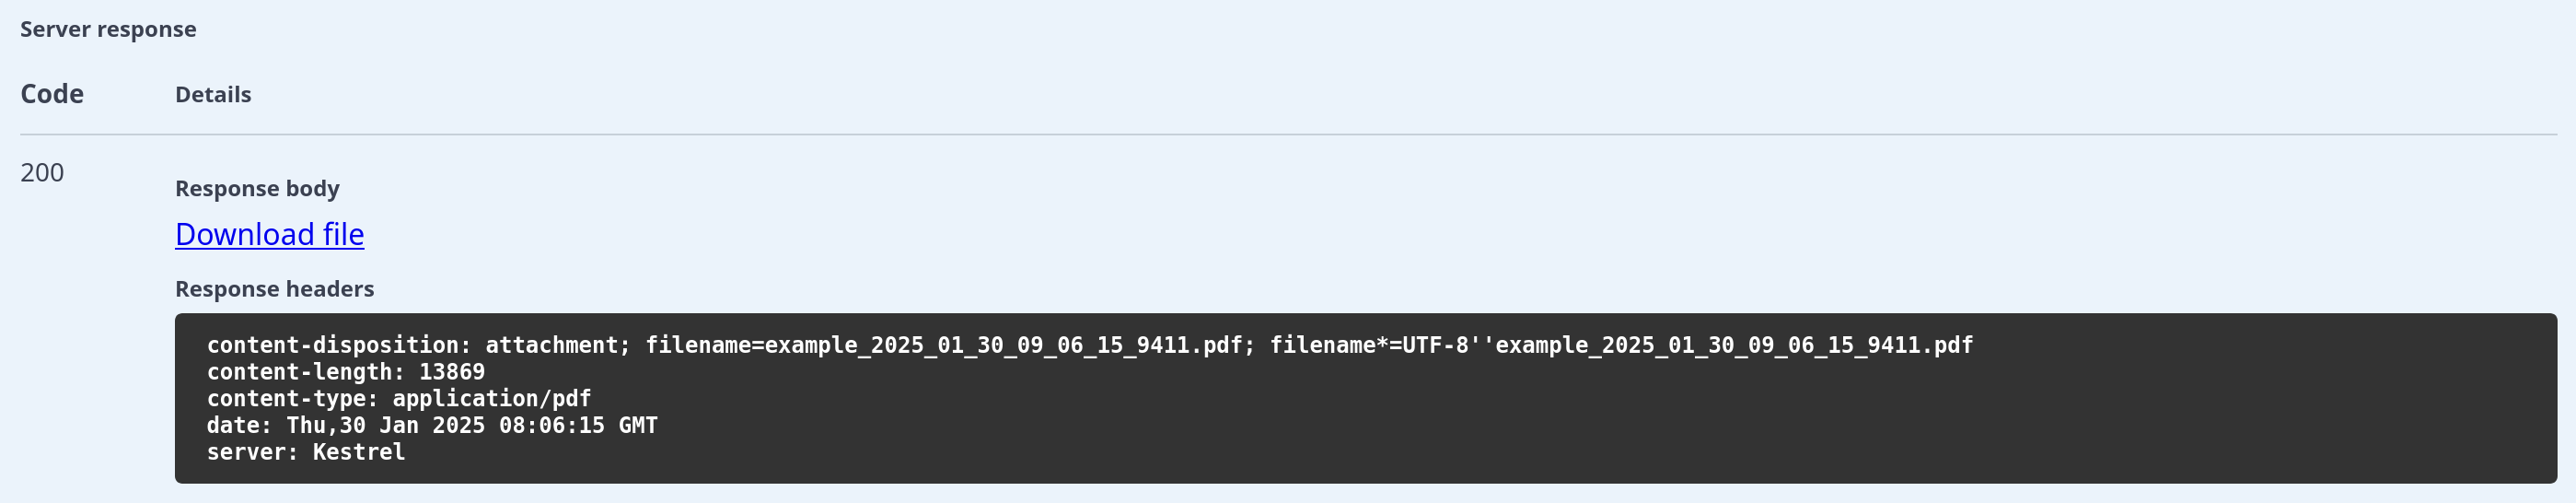 Server response
Code Details
200
Response body
Download file
Response headers
content-disposition: attachment; filename=example_2025_01_30_09_06_15_9411.pdf; filename*=UTF-8''example_2025_01_30_09_06_15_9411.pdf
content-length: 13869
content-type: application/pdf
date: Thu,30 Jan 2025 08:06:15 GMT
server: Kestrel